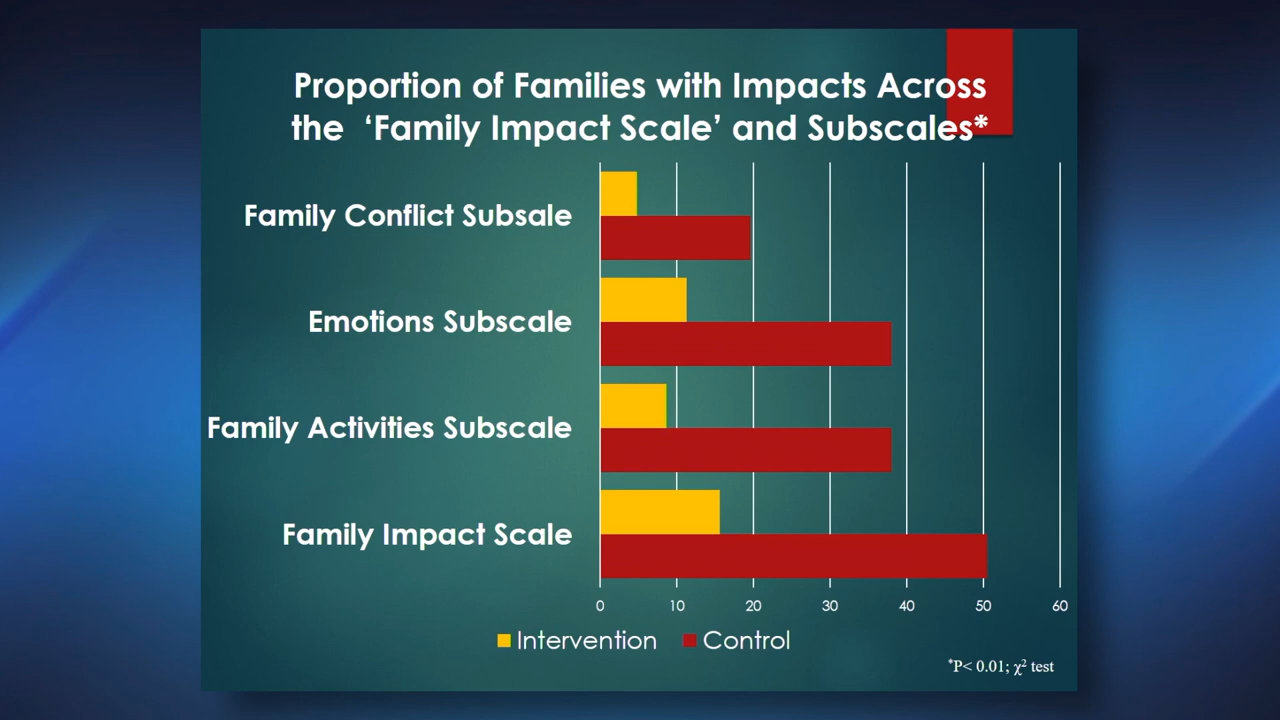 Proportion of Families with Impacts Across
the ‘Family Impact Scale’ and Subscales*
Family Conflict Subsale
Emotions Subscale
Family Activities Subscale
Family Impact Scale
0 10 20 30 40 50 60
Intervention Control
*P< 0.01; χ² test